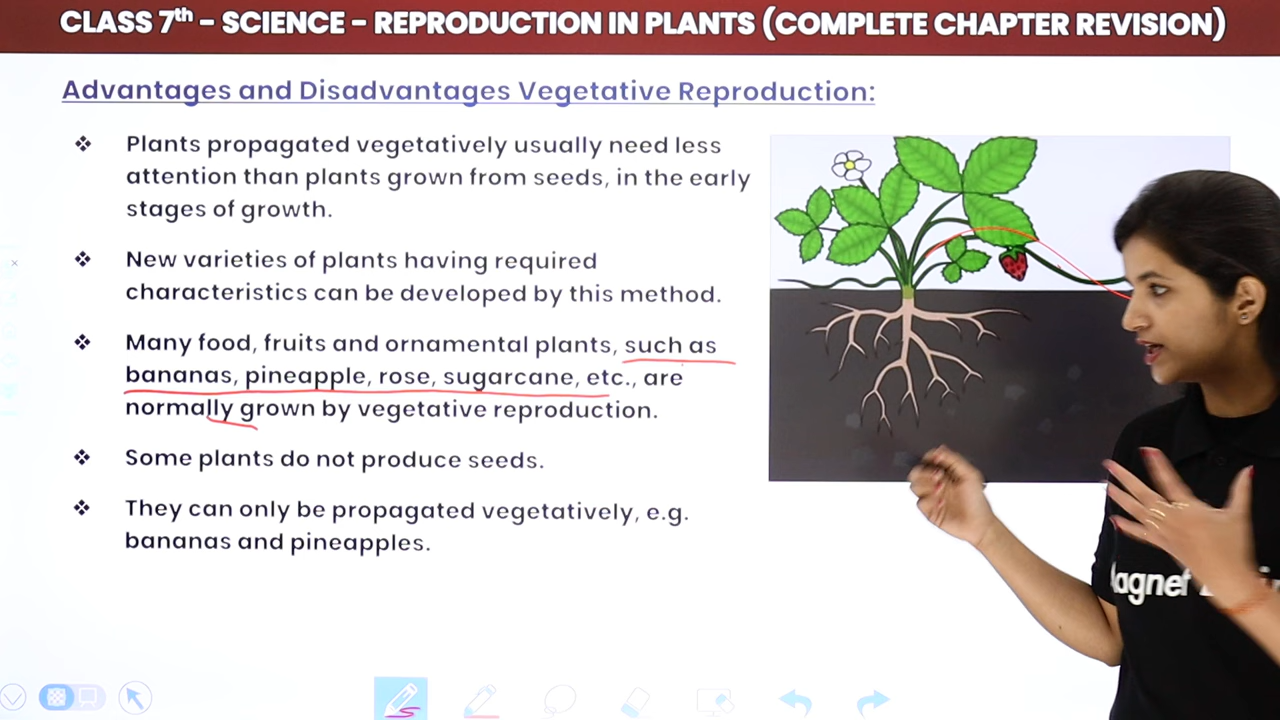 CLASS 7th – SCIENCE – REPRODUCTION IN PLANTS (COMPLETE CHAPTER REVISION)
Advantages and Disadvantages Vegetative Reproduction:
❖ Plants propagated vegetatively usually need less
attention than plants grown from seeds, in the early
stages of growth.
❖ New varieties of plants having required
characteristics can be developed by this method.
❖ Many food, fruits and ornamental plants, such as
bananas, pineapple, rose, sugarcane, etc., are
normally grown by vegetative reproduction.
❖ Some plants do not produce seeds.
❖ They can only be propagated vegetatively, e.g.
bananas and pineapples.